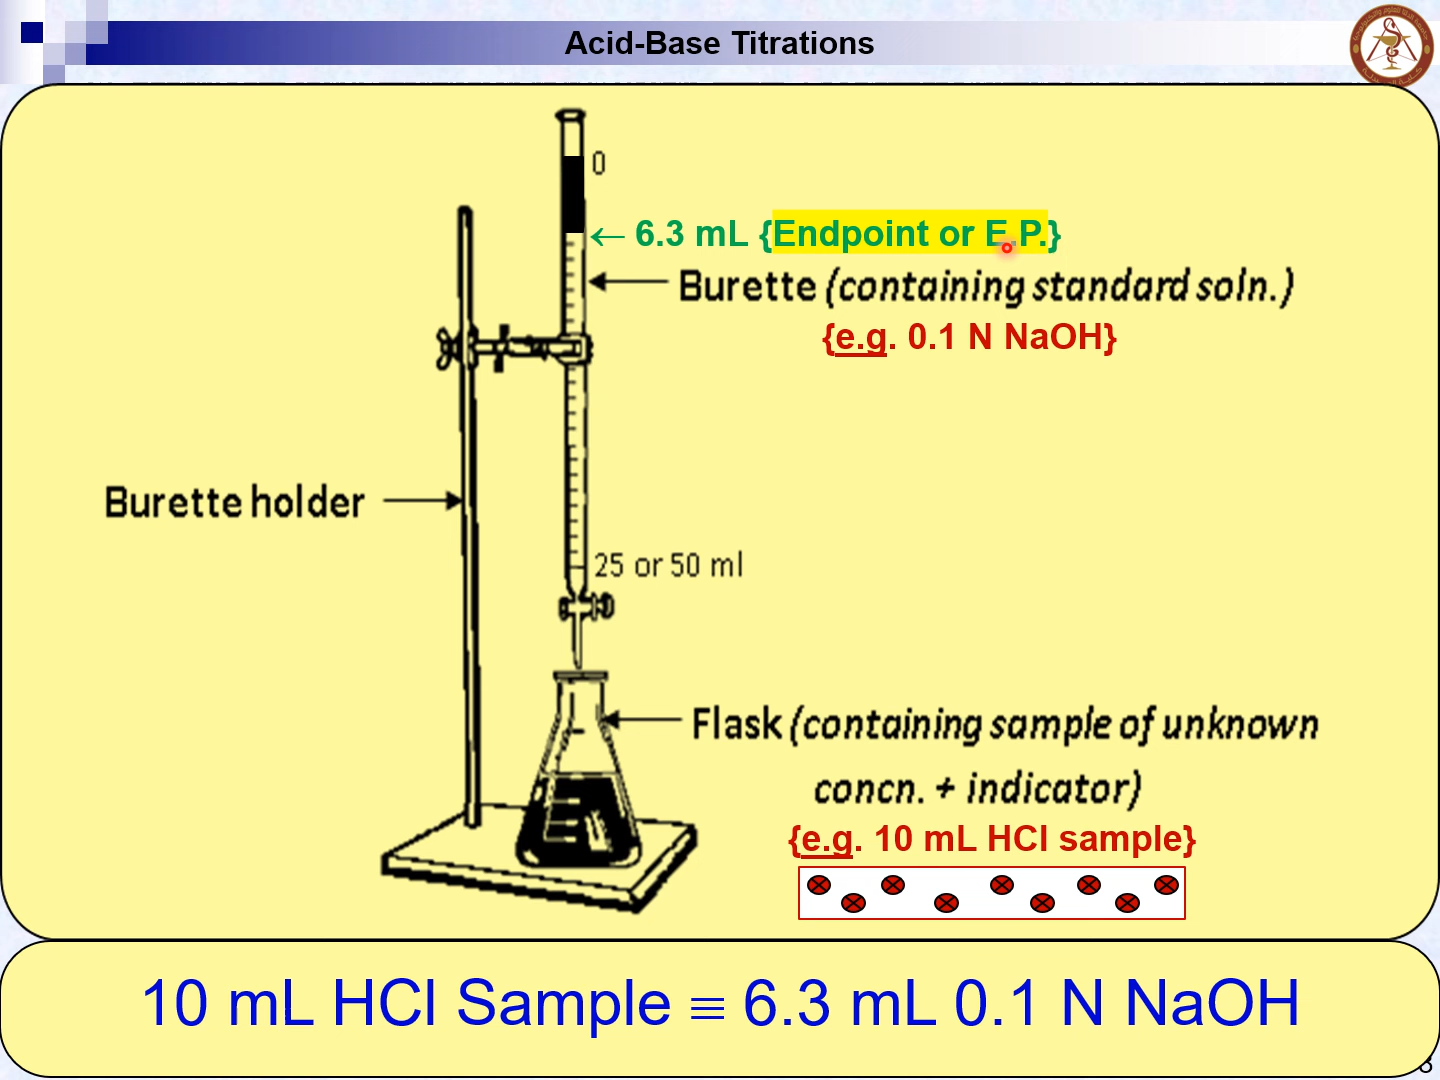 Acid-Base Titrations
0
← 6.3 mL {Endpoint or E.P.}
Burette (containing standard soln.)
{e.g. 0.1 N NaOH}
Burette holder
25 or 50 ml
Flask (containing sample of unknown
concn. + indicator)
{e.g. 10 mL HCl sample}
10 mL HCl Sample ≡ 6.3 mL 0.1 N NaOH